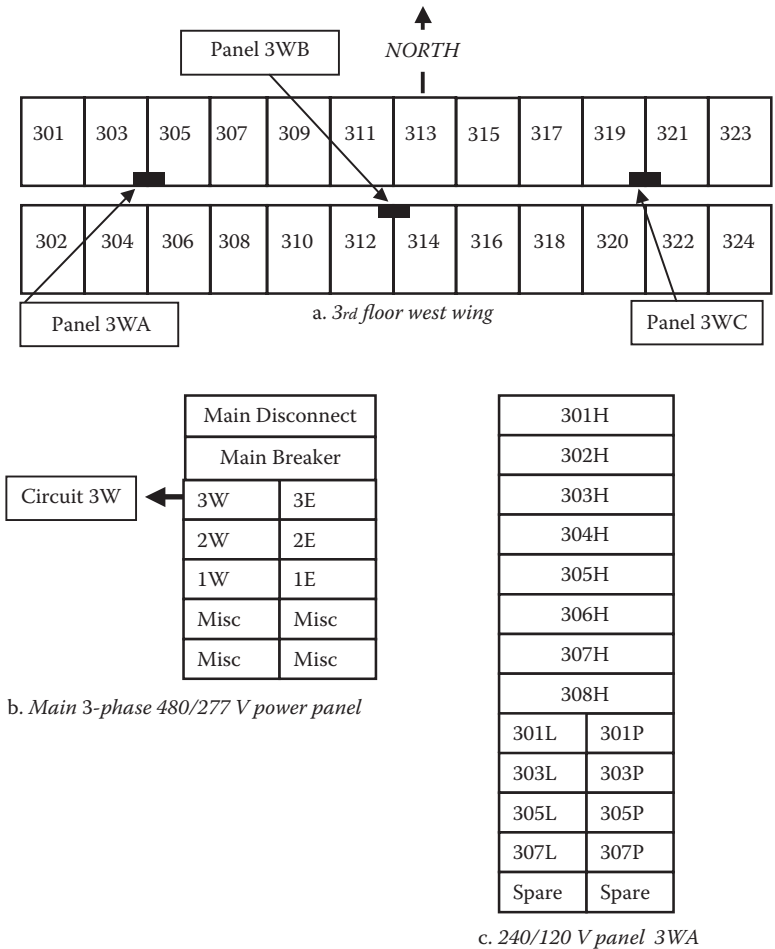 Panel 3WB
NORTH
301 303 305 307 309 311 313 315 317 319 321 323
302 304 306 308 310 312 314 316 318 320 322 324
Panel 3WA
a. 3rd floor west wing
Panel 3WC
Main Disconnect
Main Breaker
Circuit 3W
3W 3E
2W 2E
1W 1E
Misc Misc
Misc Misc
b. Main 3-phase 480/277 V power panel
301H
302H
303H
304H
305H
306H
307H
308H
301L 301P
303L 303P
305L 305P
307L 307P
Spare Spare
c. 240/120 V panel 3WA